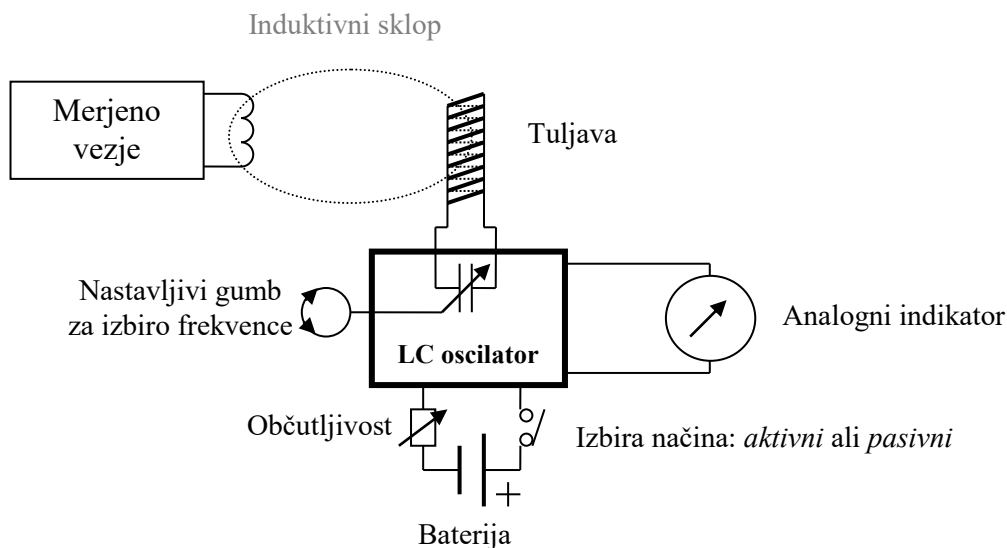 Induktivni sklop
Merjeno
vezje
Tuljava
Nastavljivi gumb
za izbiro frekvence
LC oscilator
Analogni indikator
Občutljivost
Izbira načina: aktivni ali pasivni
Baterija